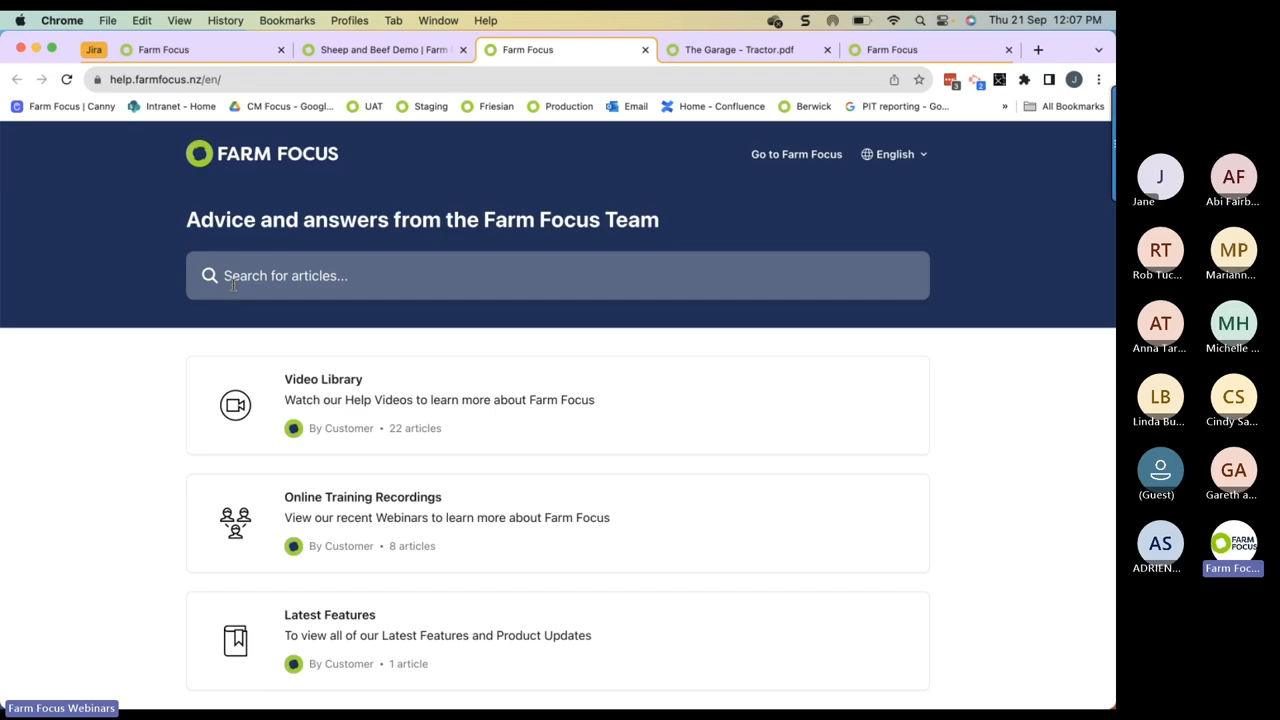 Chrome File Edit View History Bookmarks Profiles Tab Window Help Thu 21 Sep 12:07 PM
Jira Farm Focus Sheep and Beef Demo | Farm Farm Focus The Garage - Tractor.pdf Farm Focus
help.farmfocus.nz/en/ 3 2 J
Farm Focus | Canny Intranet - Home CM Focus - Googl... UAT Staging Friesian Production Email Home - Confluence Berwick PIT reporting - Go... » All Bookmarks
FARM FOCUS
Go to Farm Focus English
Advice and answers from the Farm Focus Team
Search for articles...
Video Library
Watch our Help Videos to learn more about Farm Focus
By Customer • 22 articles
Online Training Recordings
View our recent Webinars to learn more about Farm Focus
By Customer • 8 articles
Latest Features
To view all of our Latest Features and Product Updates
By Customer • 1 article
Farm Focus Webinars
J AF
Jane Abi Fairb...
RT MP
Rob Tuc... Mariann...
AT MH
Anna Tar... Michelle ...
LB CS
Linda Bu... Cindy Sa...
GA
(Guest) Gareth a...
AS FARM FOCUS
ADRIEN... Farm Foc...